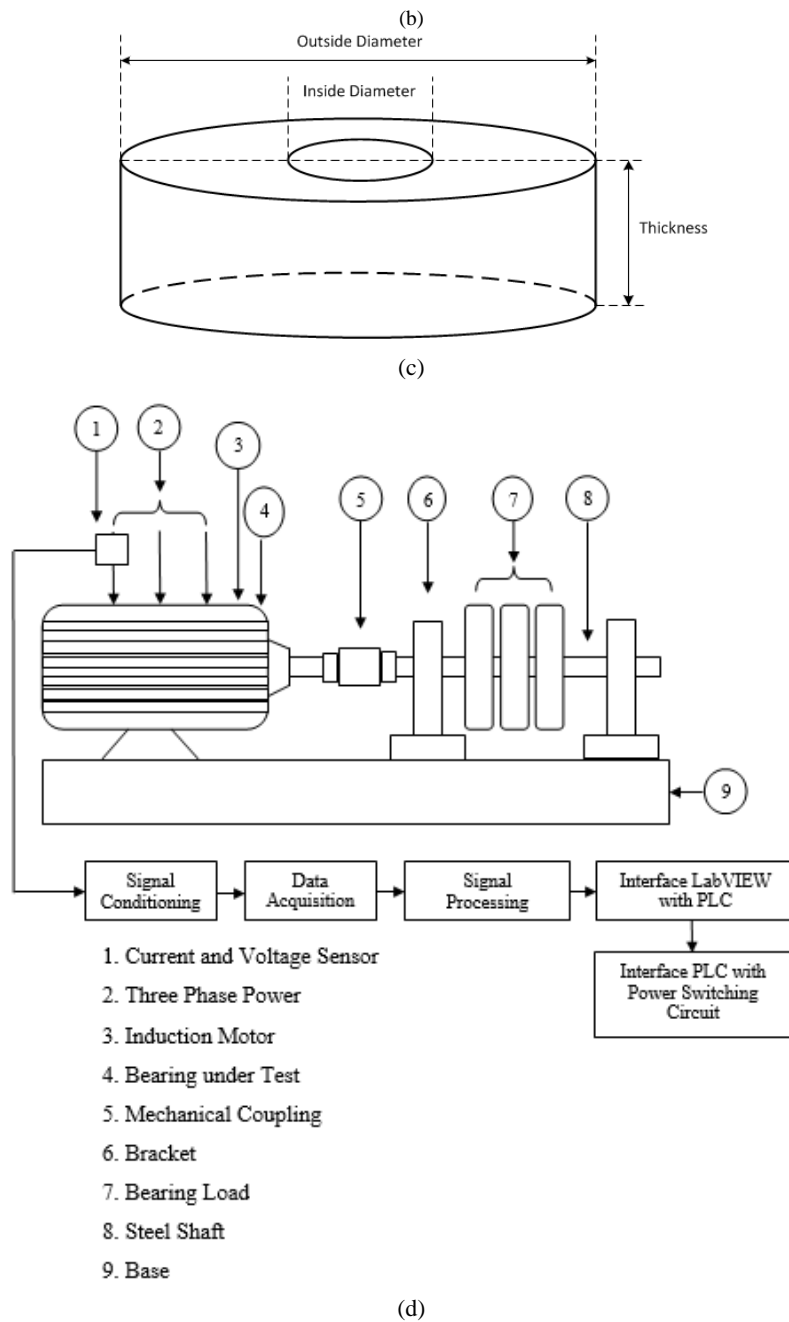 (b)
Outside Diameter
Inside Diameter
Thickness
(c)
1
2
3
4
5
6
7
8
9
Signal
Conditioning
Data
Acquisition
Signal
Processing
Interface LabVIEW
with PLC
Interface PLC with
Power Switching
Circuit
1. Current and Voltage Sensor
2. Three Phase Power
3. Induction Motor
4. Bearing under Test
5. Mechanical Coupling
6. Bracket
7. Bearing Load
8. Steel Shaft
9. Base
(d)